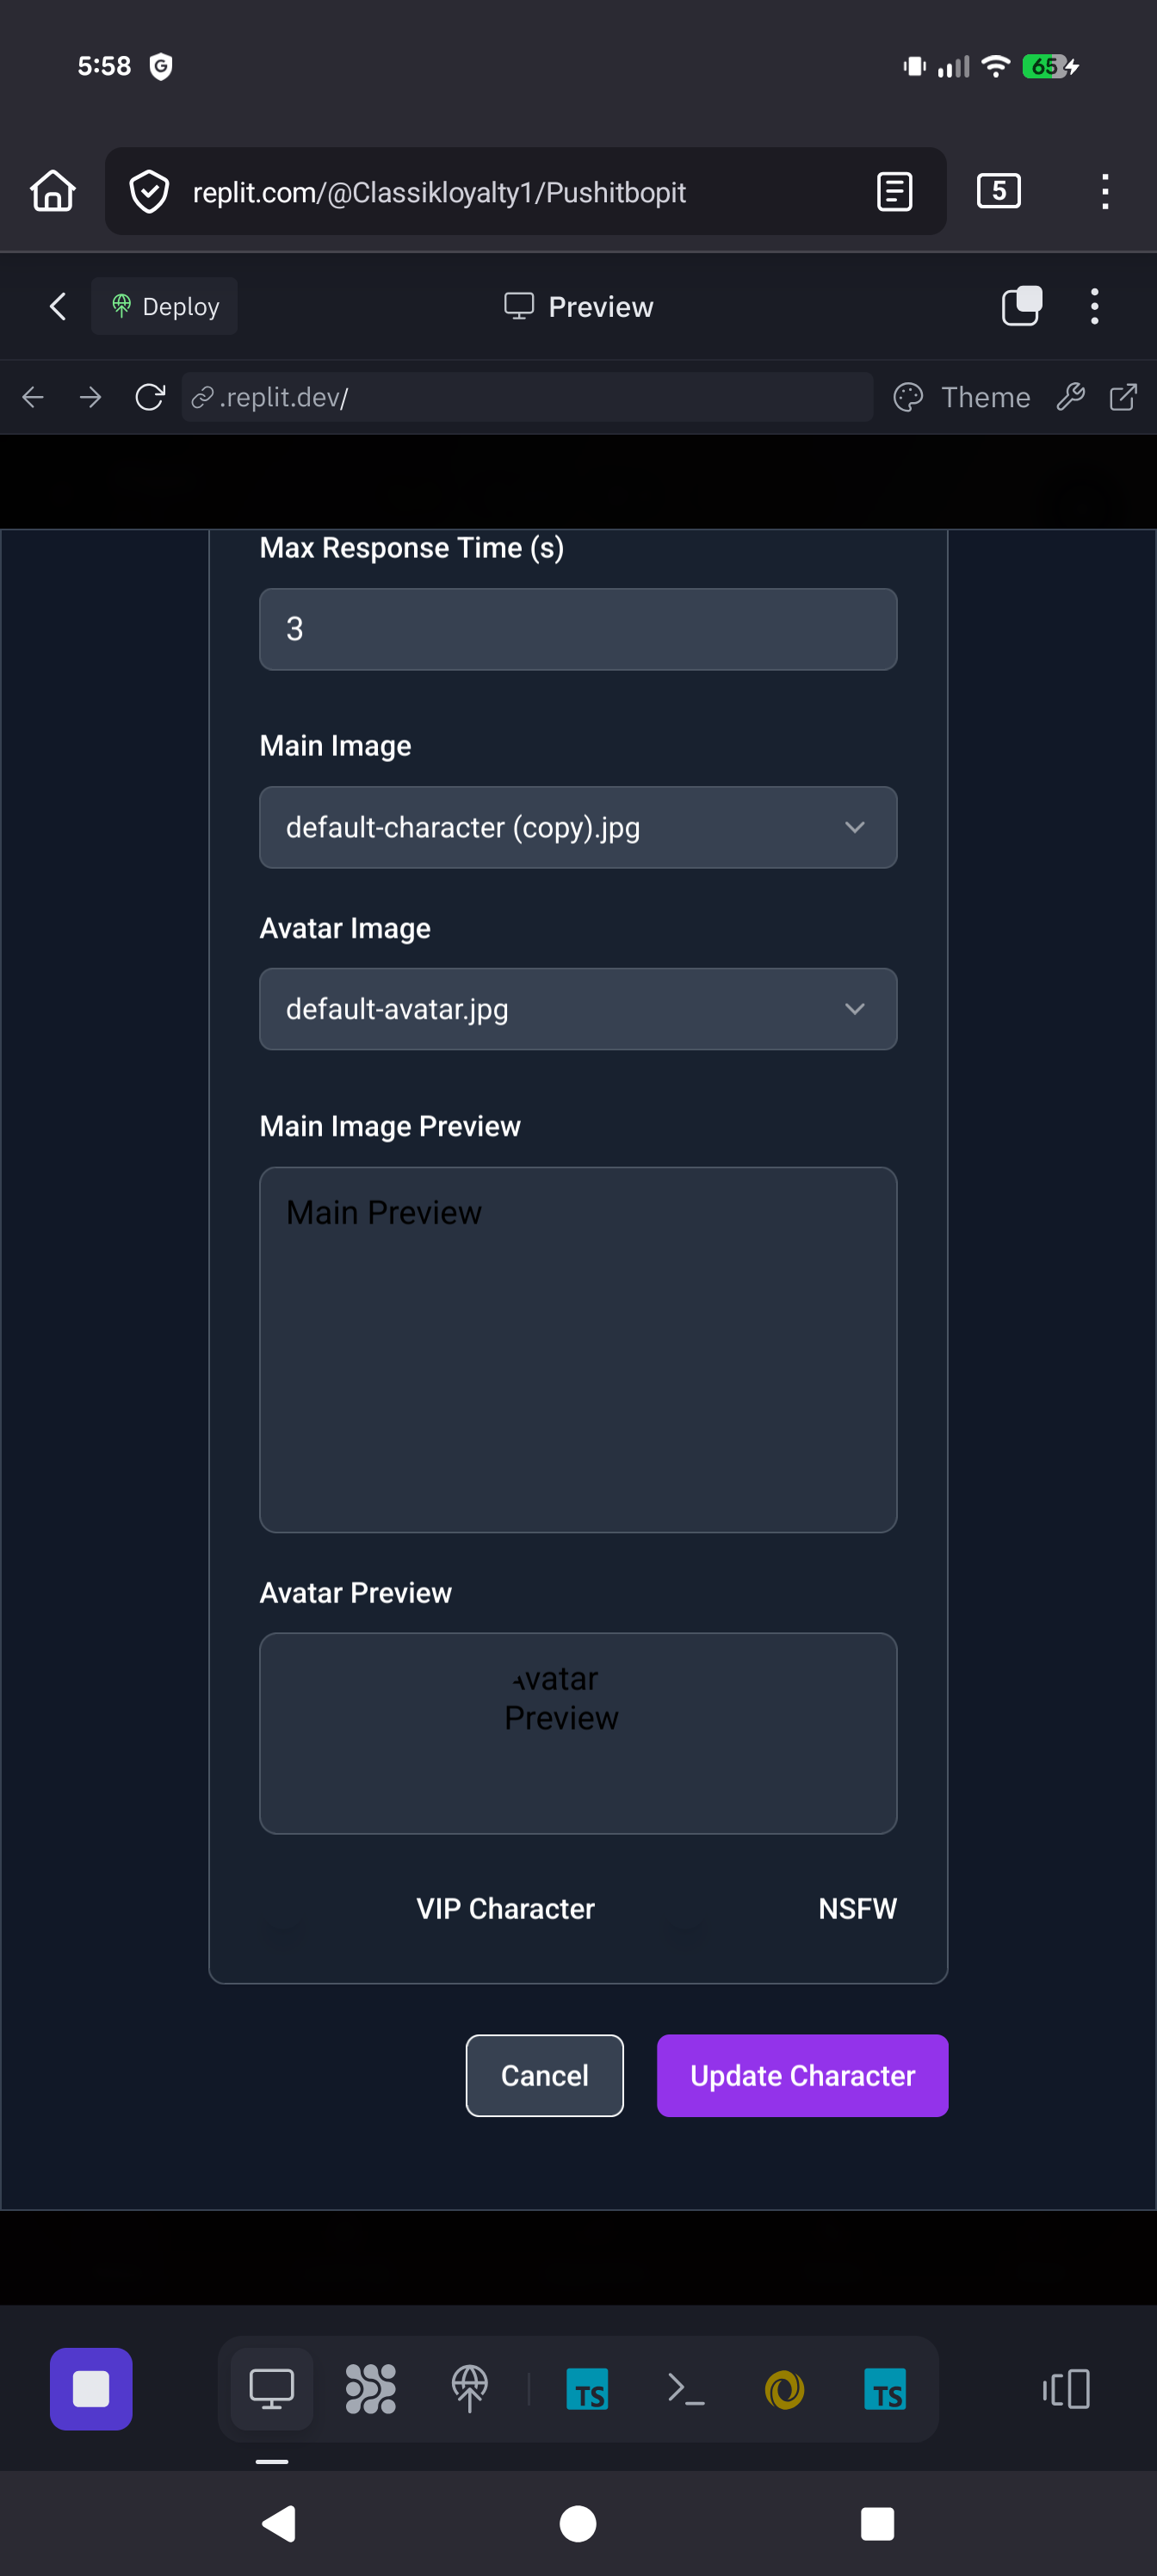 5:58
65
replit.com/@Classikloyalty1/Pushitbopit
5
Deploy
Preview
.replit.dev/
Theme
Max Response Time (s)
3
Main Image
default-character (copy).jpg
Avatar Image
default-avatar.jpg
Main Image Preview
Main Preview
Avatar Preview
Avatar
Preview
VIP Character
NSFW
Cancel
Update Character
TS
TS